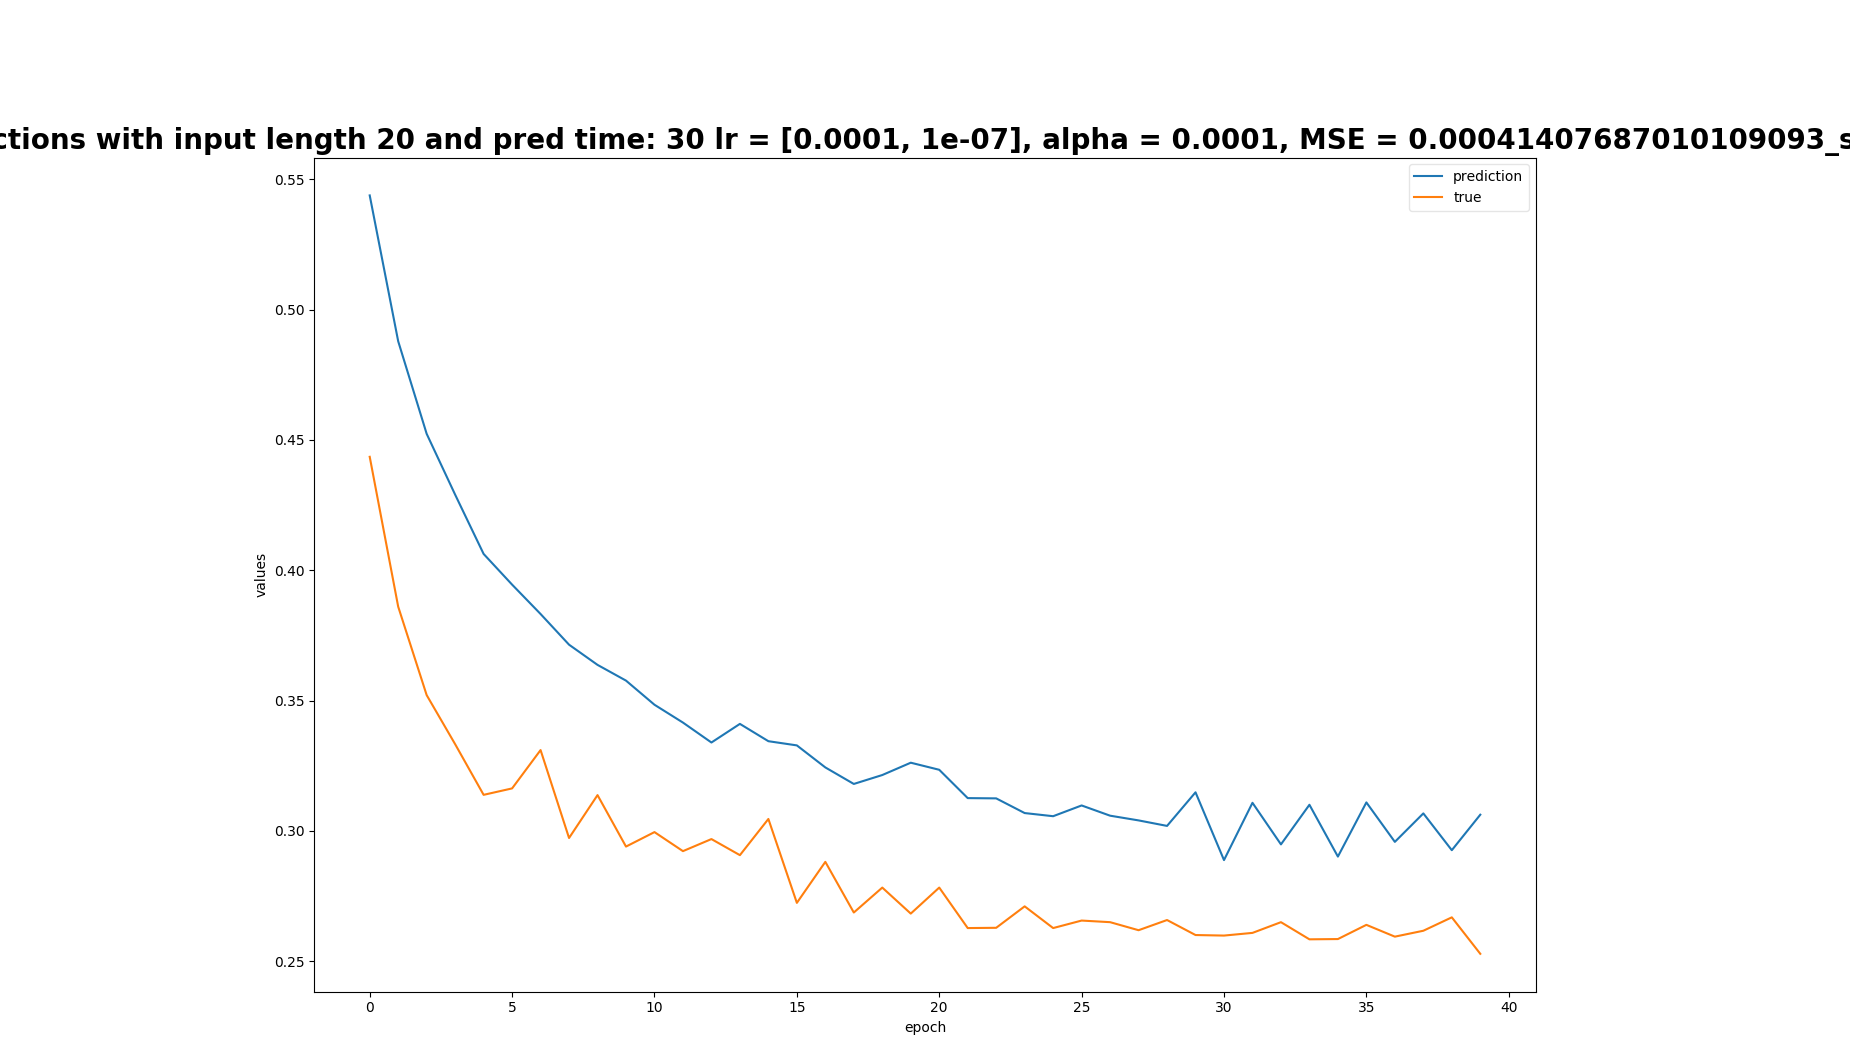 ctions with input length 20 and pred time: 30 lr = [0.0001, 1e-07], alpha = 0.0001, MSE = 0.00041407687010109093_s
prediction
true
0.55
0.50
0.45
0.40
0.35
0.30
0.25
values
0 5 10 15 20 25 30 35 40
epoch